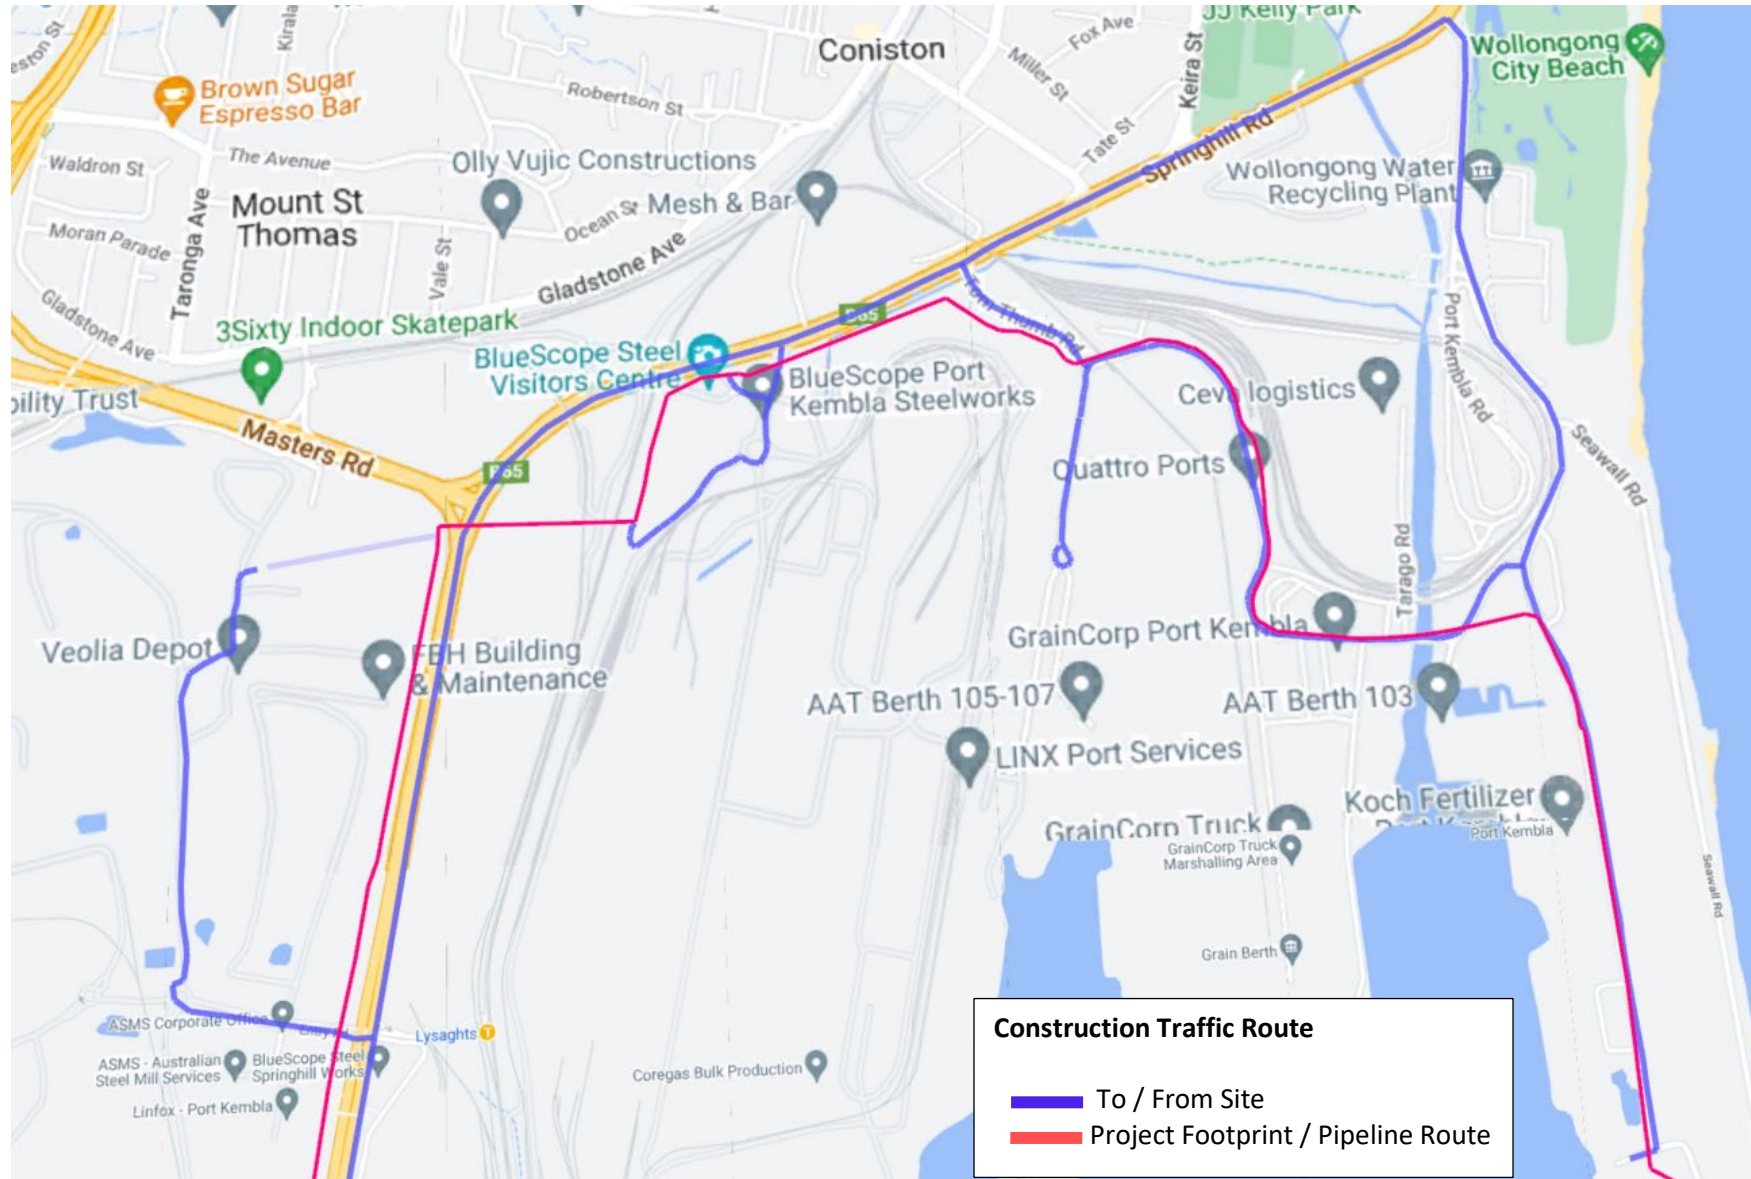 JJ Kelly Park
Kirala
Coniston
Fox Ave
Miller St
Keira St
Wollongong
City Beach
Brown Sugar
Espresso Bar
Robertson St
Springhill Rd
Tate St
Waldron St
The Avenue
Olly Vujic Constructions
Wollongong Water
Recycling Plant
Mount St
Thomas
Taronga Ave
Ocean St
Mesh & Bar
Moran Parade
Vale St
Gladstone Ave
Gladstone Ave
Tom Thumb Rd
Port Kembla Rd
3Sixty Indoor Skatepark
B65
BlueScope Steel
Visitors Centre
BlueScope Port
Kembla Steelworks
Ceva logistics
bility Trust
Masters Rd
B65
Quattro Ports
Seawall Rd
Tarago Rd
Veolia Depot
FBH Building
& Maintenance
GrainCorp Port Kembla
AAT Berth 105-107
AAT Berth 103
LINX Port Services
Koch Fertilizer
Port Kembla
GrainCorp Truck
GrainCorp Truck
Marshalling Area
Seawall Rd
Grain Berth
ASMS Corporate Office
Entry Rd
Lysaghts
T
ASMS - Australian
Steel Mill Services
BlueScope Steel
Springhill Works
Coregas Bulk Production
Linfox - Port Kembla
Construction Traffic Route
To / From Site
Project Footprint / Pipeline Route